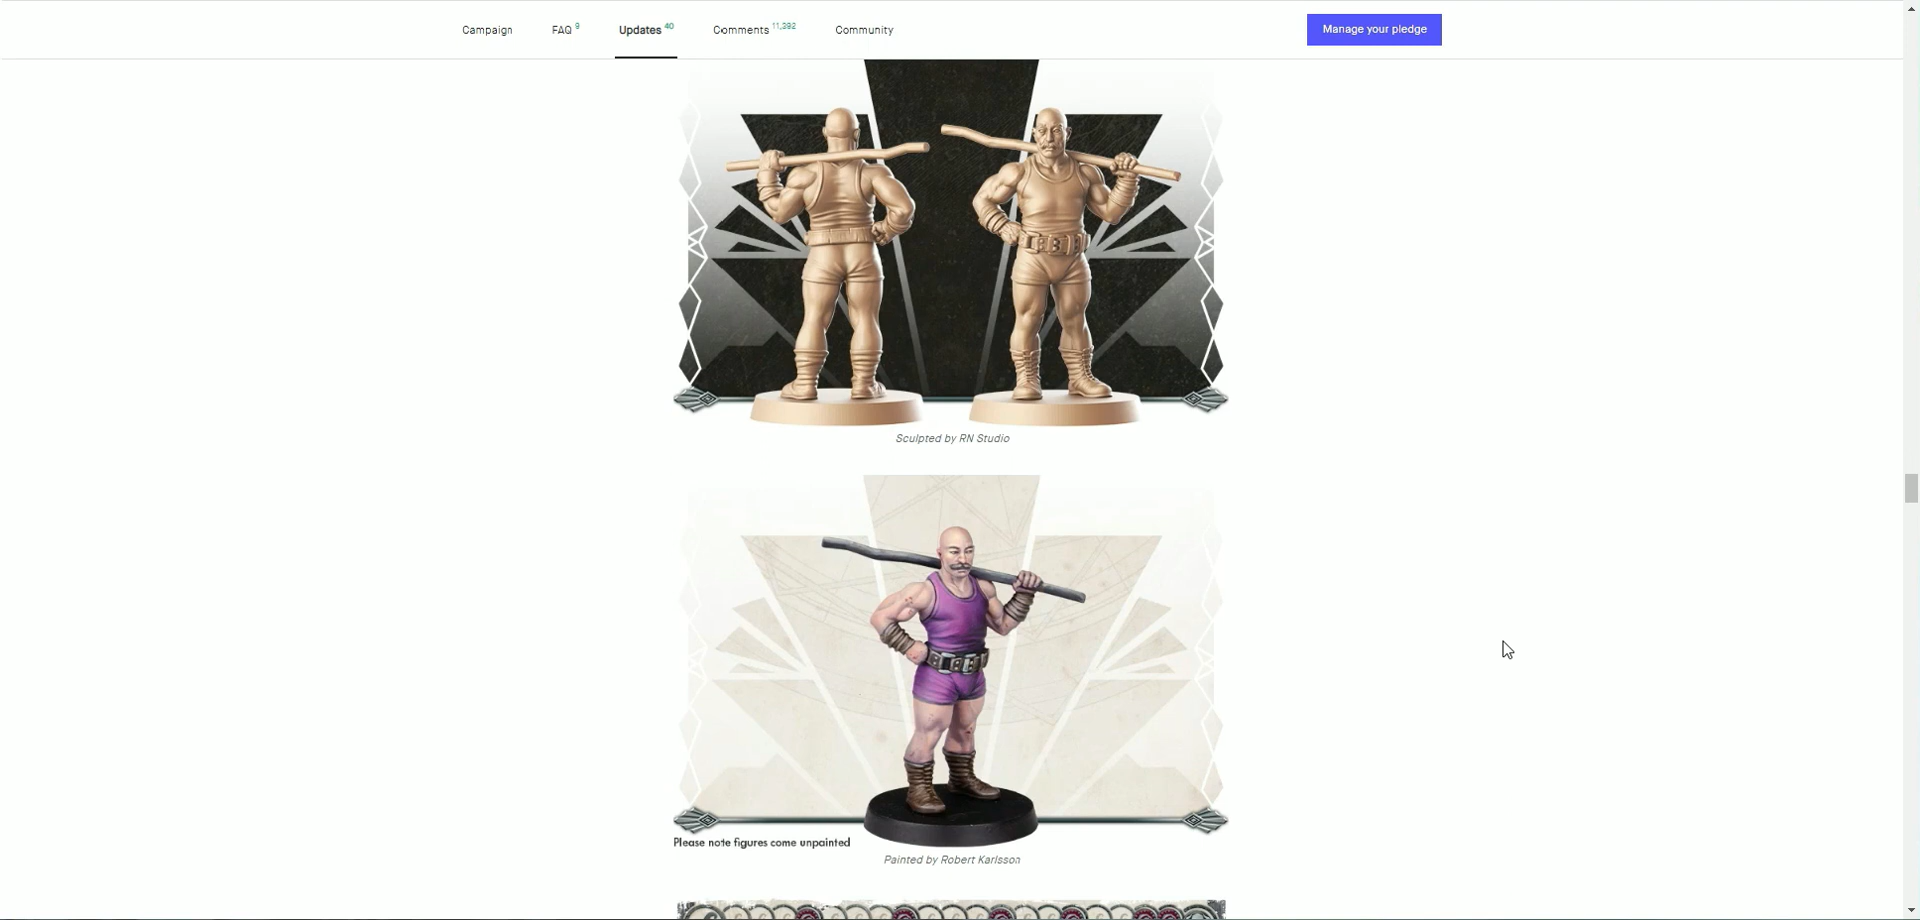 Campaign
FAQ 9
Updates 40
Comments 11,392
Community
Manage your pledge
Sculpted by RN Studio
Please note figures come unpainted
Painted by Robert Karlsson